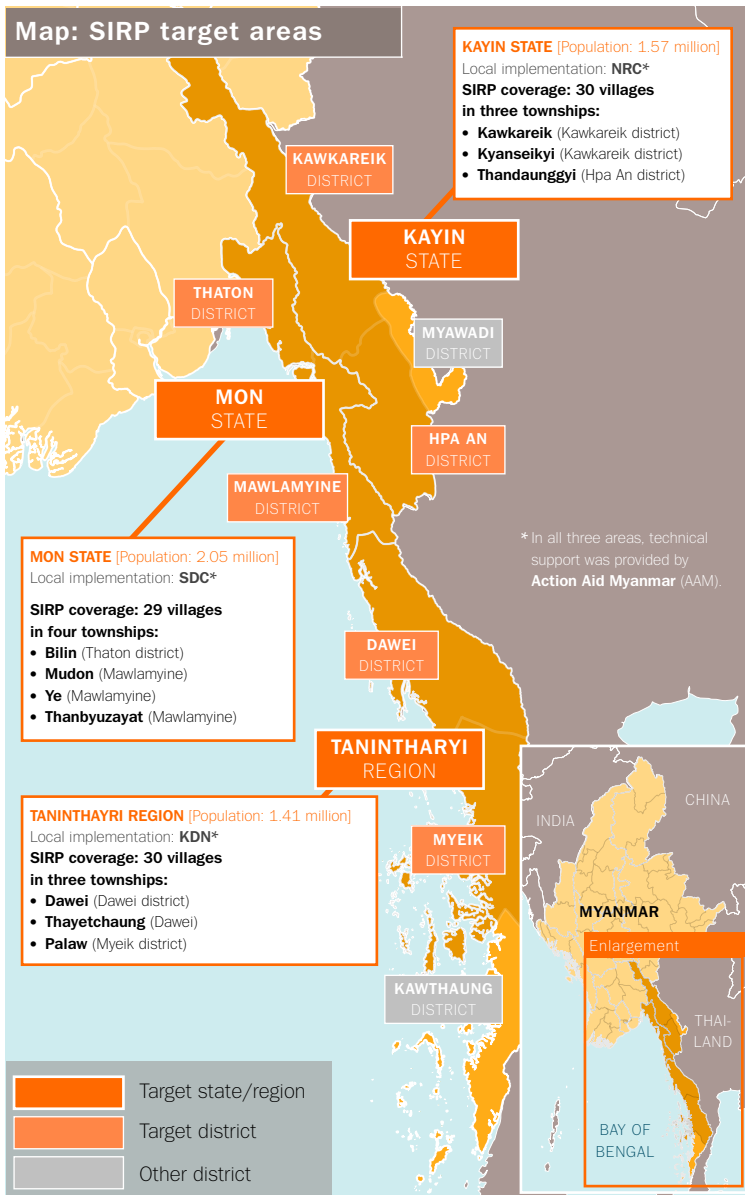 Map: SIRP target areas
KAYIN STATE [Population: 1.57 million]
Local implementation: NRC*
SIRP coverage: 30 villages
in three townships:
• Kawkareik (Kawkareik district)
• Kyanseikyi (Kawkareik district)
• Thandaunggyi (Hpa An district)
KAWKAREIK
DISTRICT
KAYIN
STATE
THATON
DISTRICT
MYAWADI
DISTRICT
MON
STATE
HPA AN
DISTRICT
MAWLAMYINE
DISTRICT
* In all three areas, technical
support was provided by
Action Aid Myanmar (AAM).
MON STATE [Population: 2.05 million]
Local implementation: SDC*
SIRP coverage: 29 villages
in four townships:
• Bilin (Thaton district)
• Mudon (Mawlamyine)
• Ye (Mawlamyine)
• Thanbyuzayat (Mawlamyine)
DAWEI
DISTRICT
TANINTHARYI
REGION
TANINTHAYRI REGION [Population: 1.41 million]
Local implementation: KDN*
SIRP coverage: 30 villages
in three townships:
• Dawei (Dawei district)
• Thayetchaung (Dawei)
• Palaw (Myeik district)
MYEIK
DISTRICT
KAWTHAUNG
DISTRICT
CHINA
INDIA
MYANMAR
Enlargement
THAI-
LAND
BAY OF
BENGAL
Target state/region
Target district
Other district